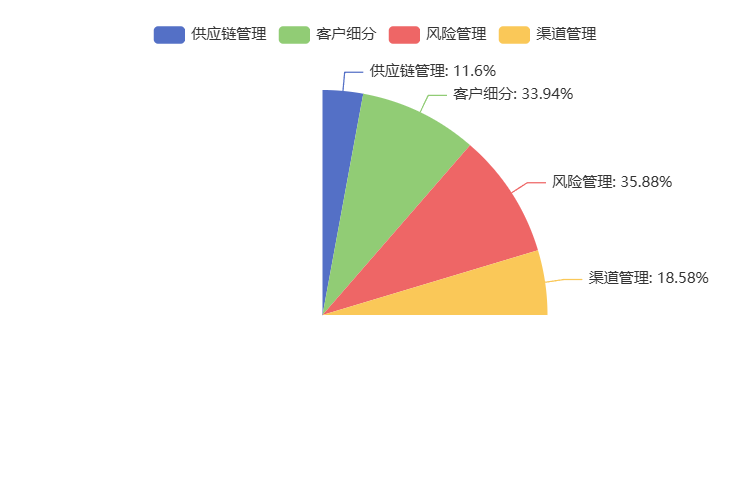 供应链管理 客户细分 风险管理 渠道管理
供应链管理: 11.6%
客户细分: 33.94%
风险管理: 35.88%
渠道管理: 18.58%